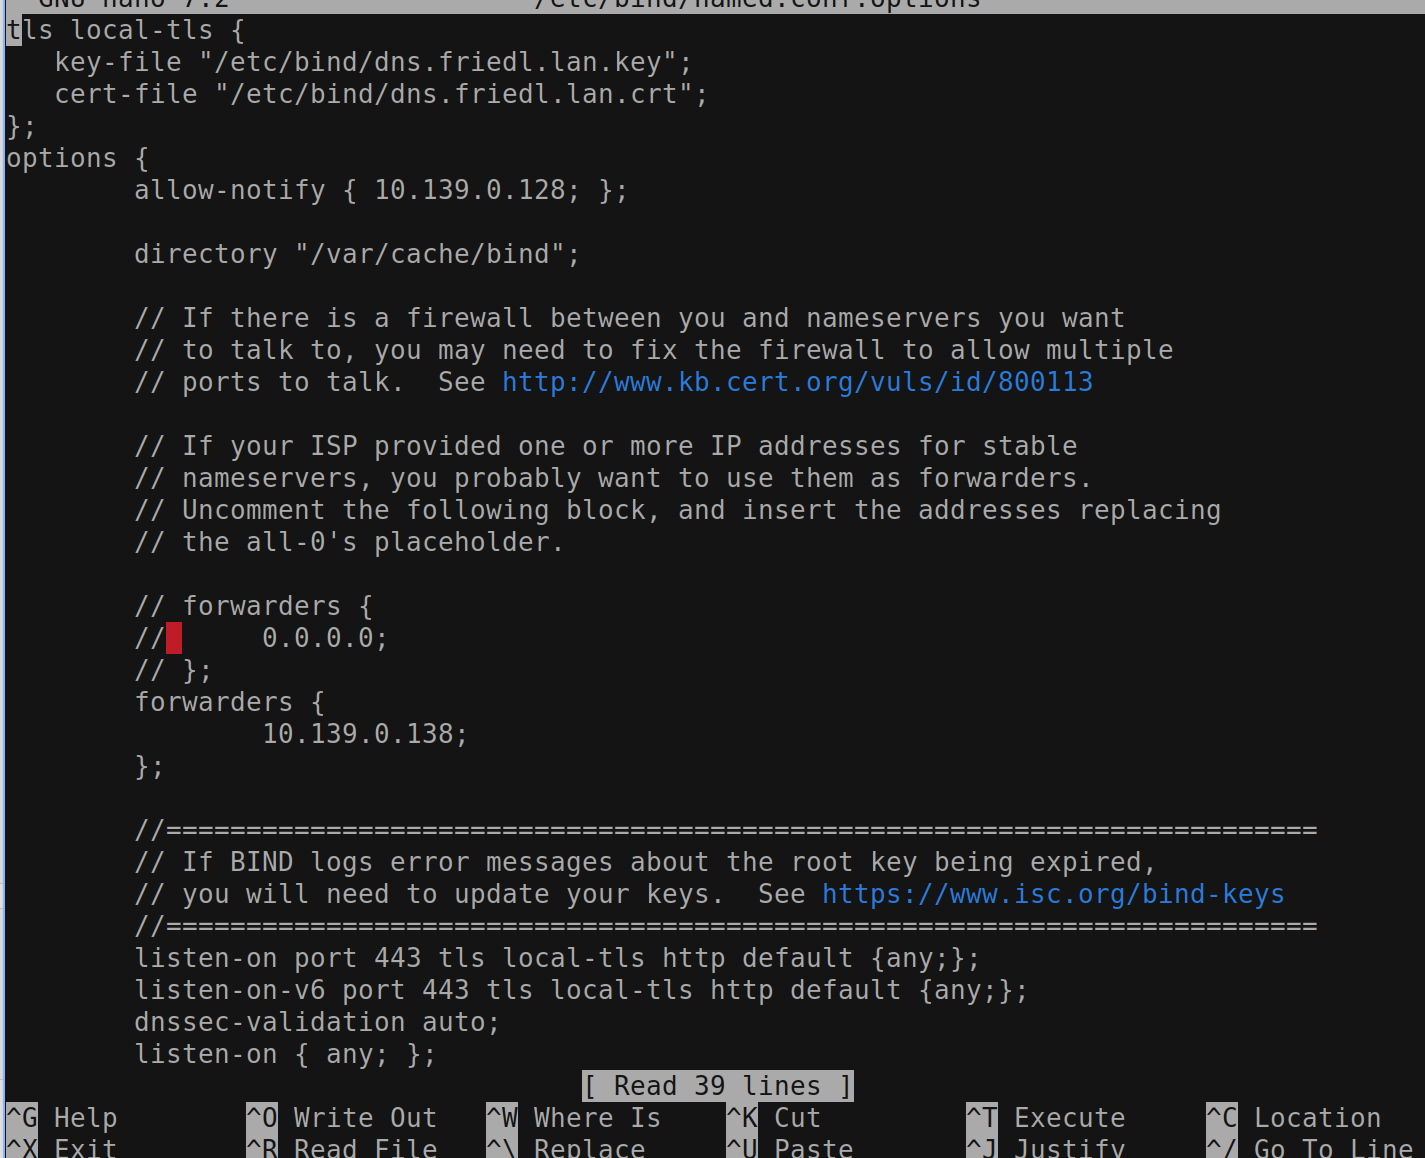 GNU nano 7.2 /etc/bind/named.conf.options
tls local-tls {
   key-file "/etc/bind/dns.friedl.lan.key";
   cert-file "/etc/bind/dns.friedl.lan.crt";
};
options {
        allow-notify { 10.139.0.128; };
        directory "/var/cache/bind";
        // If there is a firewall between you and nameservers you want
        // to talk to, you may need to fix the firewall to allow multiple
        // ports to talk.  See http://www.kb.cert.org/vuls/id/800113
        // If your ISP provided one or more IP addresses for stable
        // nameservers, you probably want to use them as forwarders.
        // Uncomment the following block, and insert the addresses replacing
        // the all-0's placeholder.
        // forwarders {
        //      0.0.0.0;
        // };
        forwarders {
                10.139.0.138;
        };
        //========================================================================
        // If BIND logs error messages about the root key being expired,
        // you will need to update your keys.  See https://www.isc.org/bind-keys
        //========================================================================
        listen-on port 443 tls local-tls http default {any;};
        listen-on-v6 port 443 tls local-tls http default {any;};
        dnssec-validation auto;
        listen-on { any; };
[ Read 39 lines ]
^G Help ^O Write Out ^W Where Is ^K Cut ^T Execute ^C Location
^X Exit ^R Read File ^\ Replace ^U Paste ^J Justify ^/ Go To Line